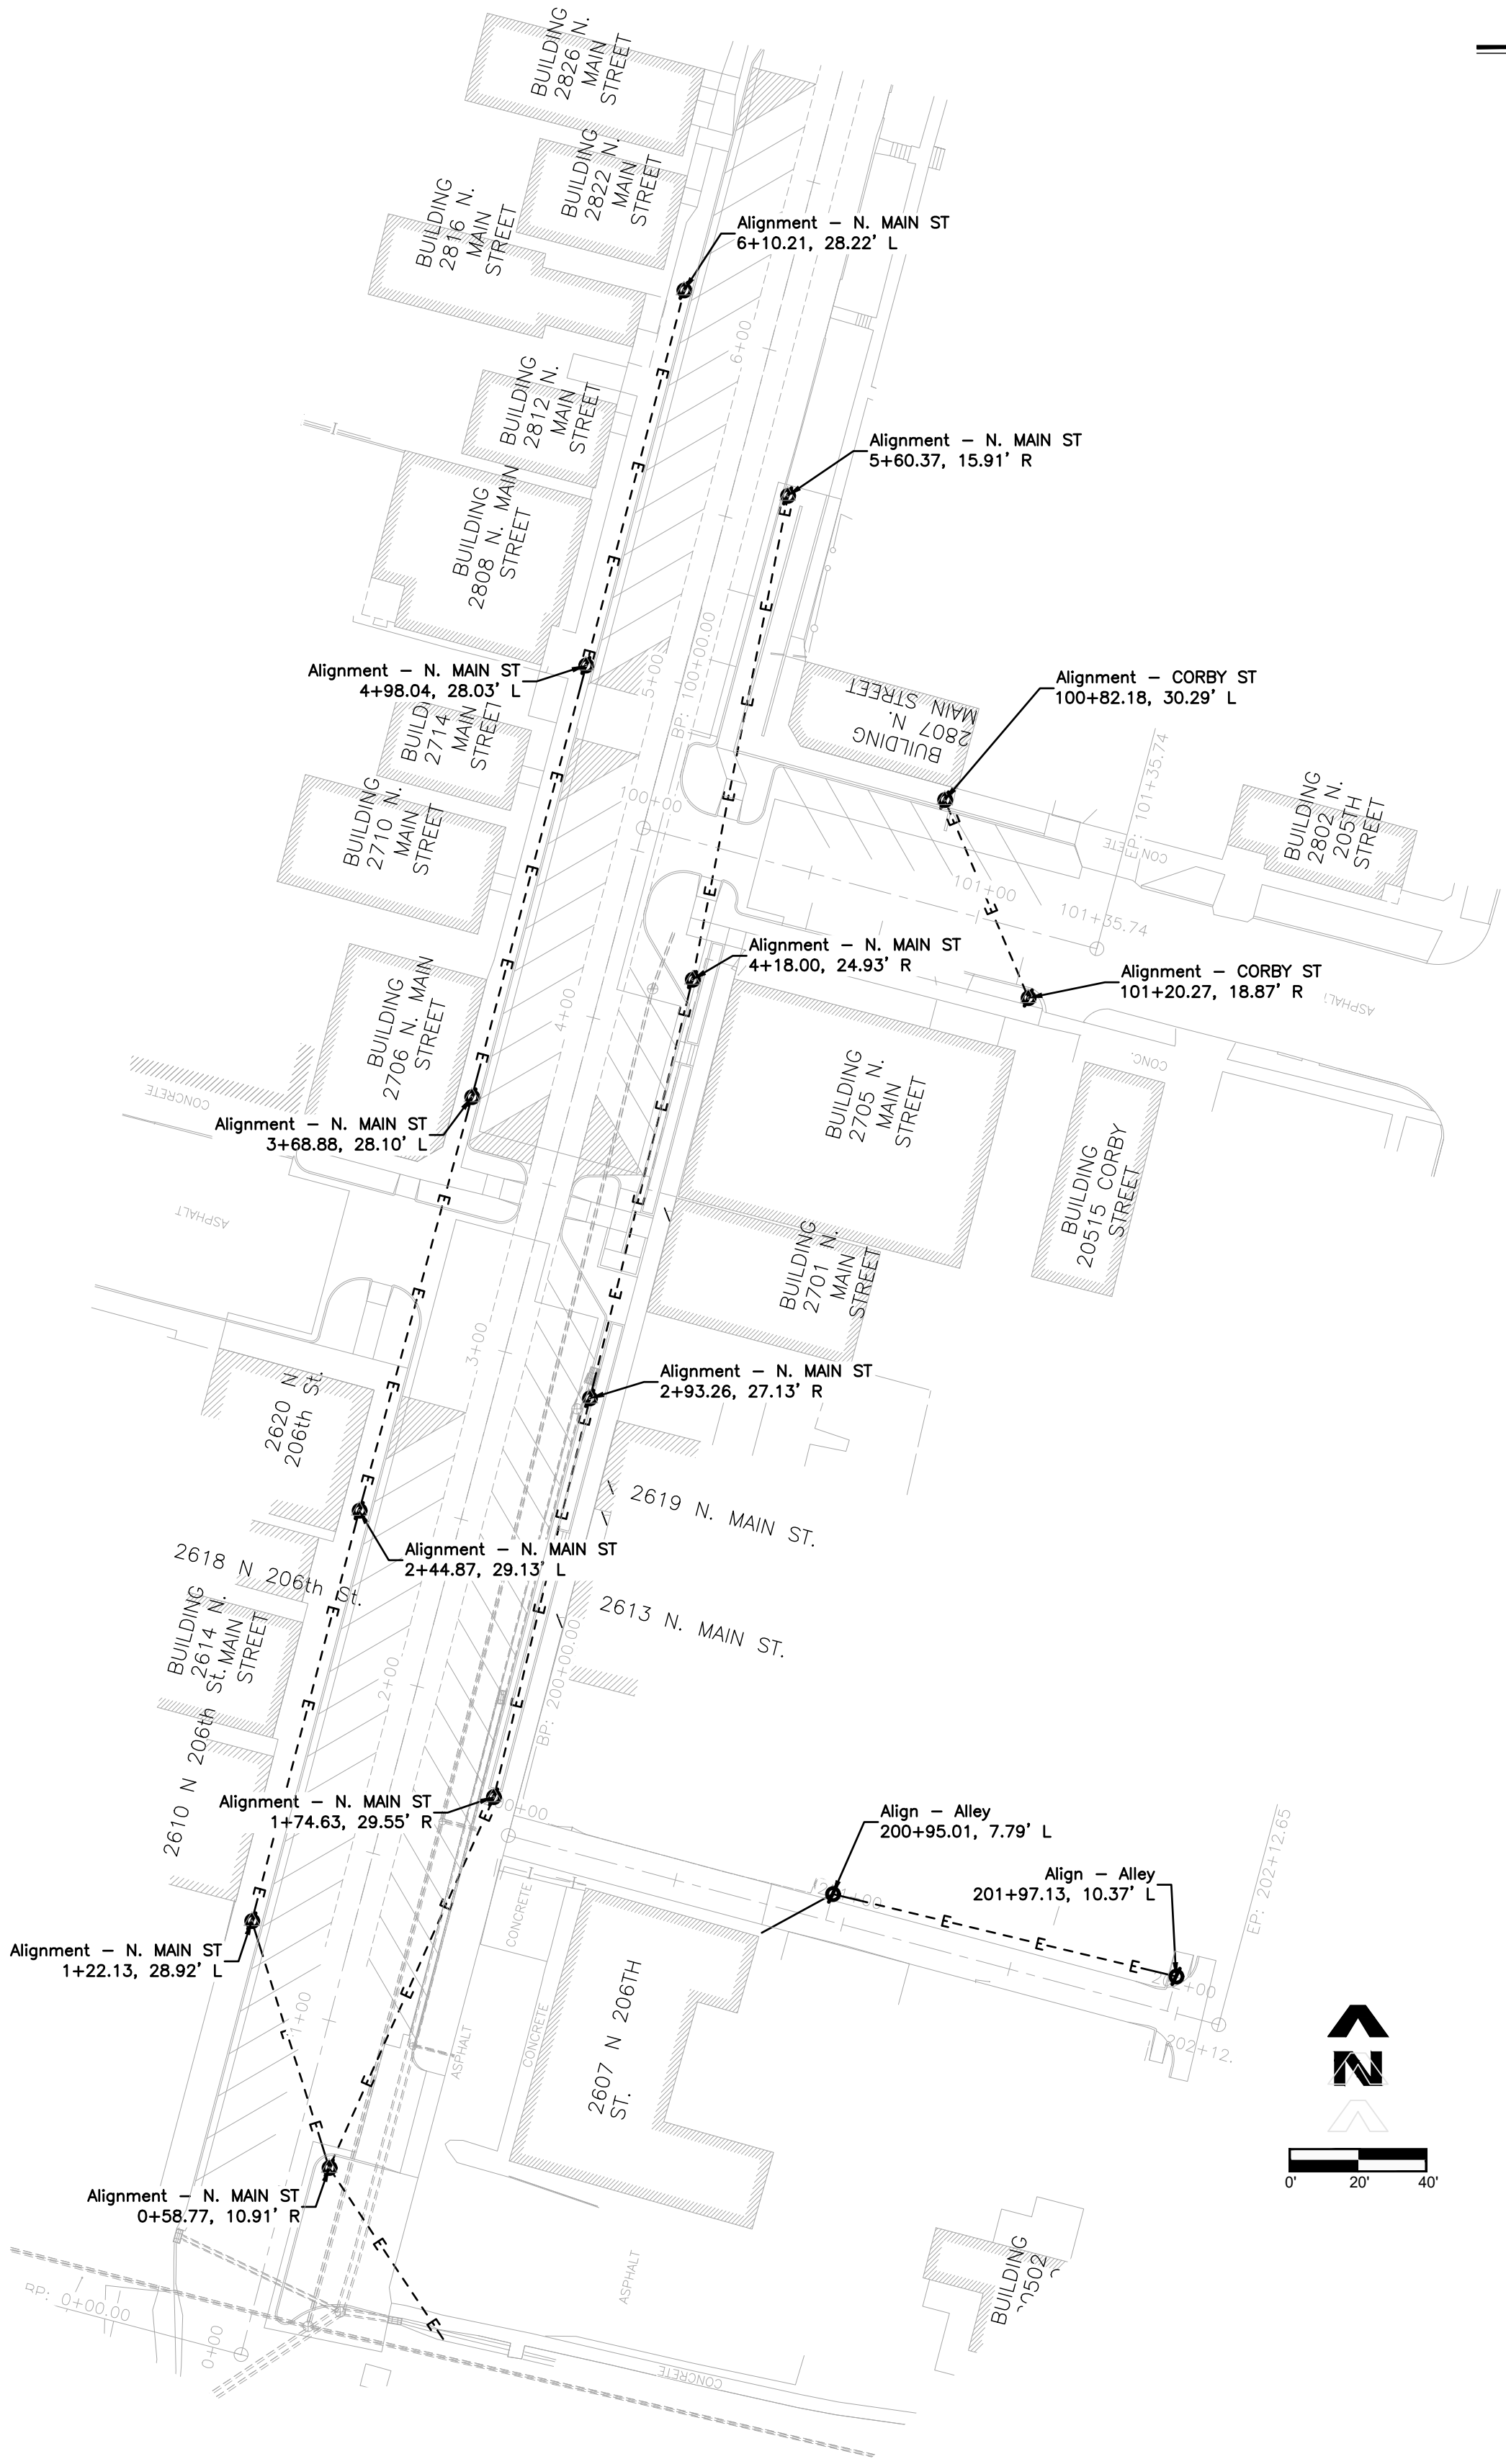 BUILDING
2826 N.
MAIN
STREET
BUILDING
2822 N.
MAIN
STREET
BUILDING
2816 N.
MAIN
STREET
Alignment – N. MAIN ST
6+10.21, 28.22' L
6+00
BUILDING
2812 N.
MAIN
STREET
Alignment – N. MAIN ST
5+60.37, 15.91' R
BUILDING
2808 N. MAIN
STREET
Alignment – N. MAIN ST
4+98.04, 28.03' L
5+00
BP: 100+00.00
BUILDING
2807 N.
MAIN STREET
Alignment – CORBY ST
100+82.18, 30.29' L
2714
MAIN
STREET
BUILDING
2710 N.
MAIN
STREET
100+00
EP: 101+35.74
CONCRETE
BUILDING
2802 N.
205TH
STREET
101+00
101+35.74
Alignment – N. MAIN ST
4+18.00, 24.93' R
Alignment – CORBY ST
101+20.27, 18.87' R
ASPHALT
BUILDING
2706 N. MAIN
STREET
4+00
CONC.
CONCRETE
Alignment – N. MAIN ST
3+68.88, 28.10' L
BUILDING
2705 N.
MAIN
STREET
BUILDING
20515 CORBY
STREET
ASPHALT
BUILDING
2701 N.
MAIN
STREET
3+00
Alignment – N. MAIN ST
2+93.26, 27.13' R
2620 N
206th St.
2619 N. MAIN ST.
Alignment – N. MAIN ST
2+44.87, 29.13' L
2618 N 206th St.
2613 N. MAIN ST.
BUILDING
2614 N.
St. MAIN
STREET
2+00
BP: 200+00.00
2610 N 206th
Alignment – N. MAIN ST
1+74.63, 29.55' R
Align – Alley
200+95.01, 7.79' L
Align – Alley
201+97.13, 10.37' L
EP: 202+12.65
CONCRETE
Alignment – N. MAIN ST
1+22.13, 28.92' L
202+00
202+12.
1+00
CONCRETE
ASPHALT
2607 N 206TH
ST.
N
0' 20' 40'
Alignment – N. MAIN ST
0+58.77, 10.91' R
ASPHALT
BUILDING
BP: 0+00.00
0+00
CONCRETE